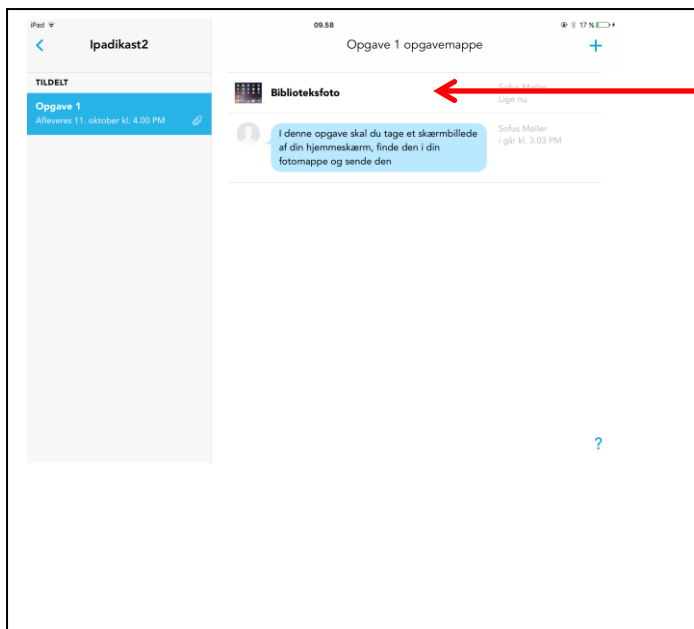 iPad 09.58 17 %
Ipadikast2
Opgave 1 opgavemappe
+
TILDELT
Opgave 1
Afleveres 11. oktober kl. 4.00 PM
Biblioteksfoto
Sofus Møller
Lige nu
I denne opgave skal du tage et skærmbillede
af din hjemmeskærm, finde den i din
fotomappe og sende den
Sofus Møller
i går kl. 3.03 PM
?